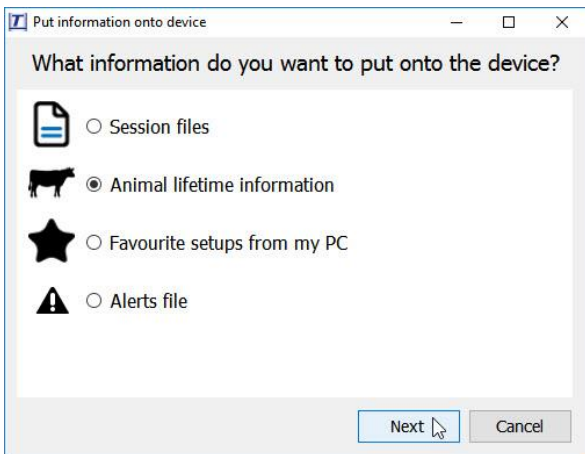 Put information onto device
What information do you want to put onto the device?
Session files
Animal lifetime information
Favourite setups from my PC
Alerts file
Next
Cancel